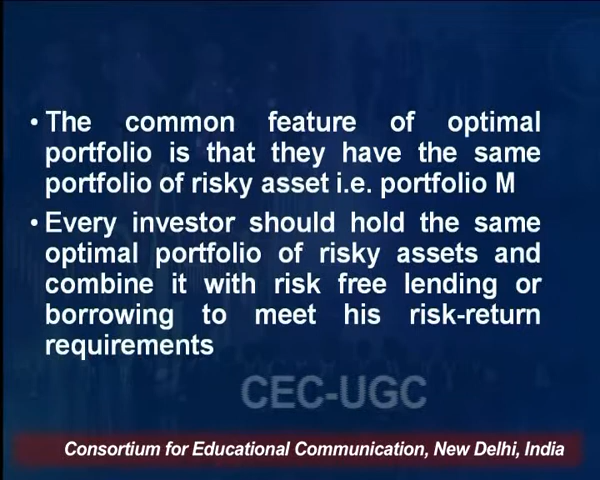 • The common feature of optimal
portfolio is that they have the same
portfolio of risky asset i.e. portfolio M
• Every investor should hold the same
optimal portfolio of risky assets and
combine it with risk free lending or
borrowing to meet his risk-return
requirements
CEC-UGC
Consortium for Educational Communication, New Delhi, India